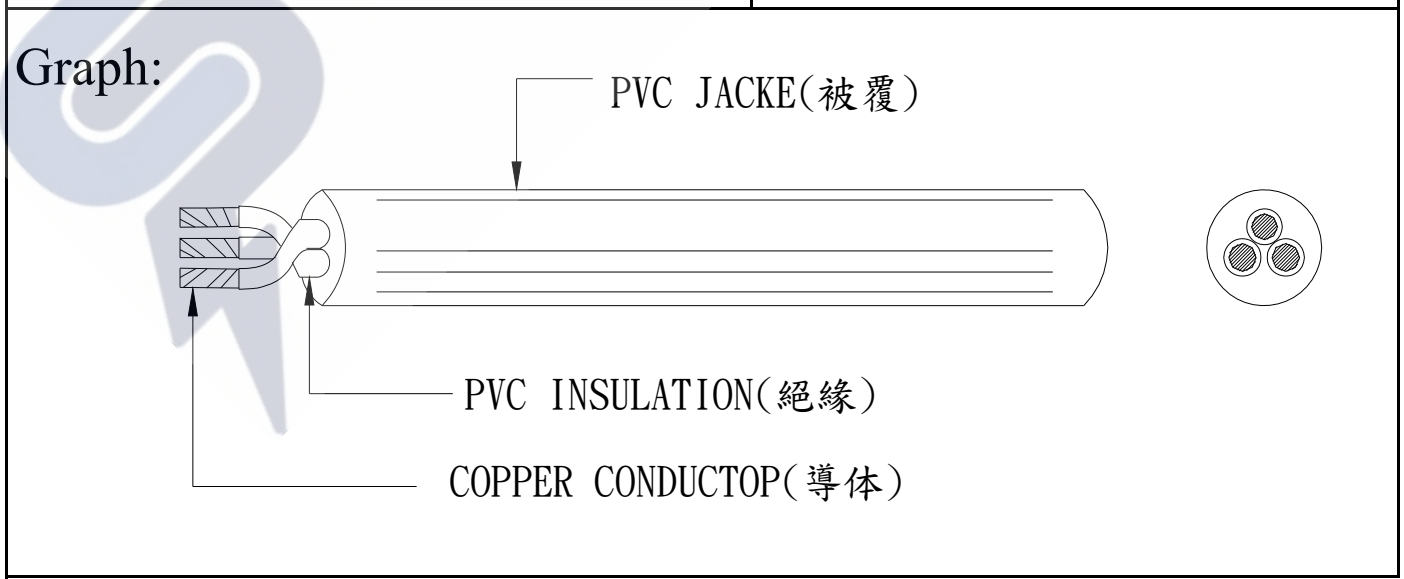 Graph:
PVC JACKE(被覆)
PVC INSULATION(絕緣)
COPPER CONDUCTOP(導体)